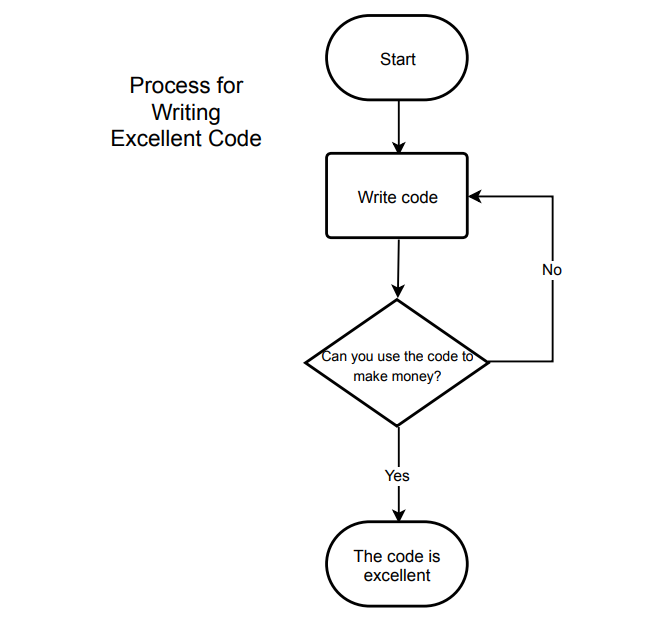 Process for
Writing
Excellent Code
Start
Write code
No
Can you use the code to
make money?
Yes
The code is
excellent